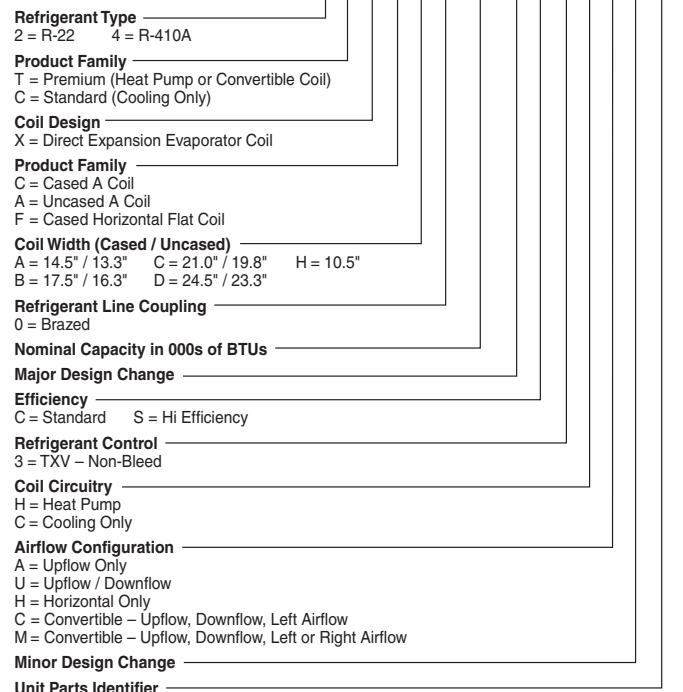 Refrigerant Type
2 = R-22 4 = R-410A
Product Family
T = Premium (Heat Pump or Convertible Coil)
C = Standard (Cooling Only)
Coil Design
X = Direct Expansion Evaporator Coil
Product Family
C = Cased A Coil
A = Uncased A Coil
F = Cased Horizontal Flat Coil
Coil Width (Cased / Uncased)
A = 14.5" / 13.3" C = 21.0" / 19.8" H = 10.5"
B = 17.5" / 16.3" D = 24.5" / 23.3"
Refrigerant Line Coupling
0 = Brazed
Nominal Capacity in 000s of BTUs
Major Design Change
Efficiency
C = Standard S = Hi Efficiency
Refrigerant Control
3 = TXV – Non-Bleed
Coil Circuitry
H = Heat Pump
C = Cooling Only
Airflow Configuration
A = Upflow Only
U = Upflow / Downflow
H = Horizontal Only
C = Convertible – Upflow, Downflow, Left Airflow
M = Convertible – Upflow, Downflow, Left or Right Airflow
Minor Design Change
Unit Parts Identifier